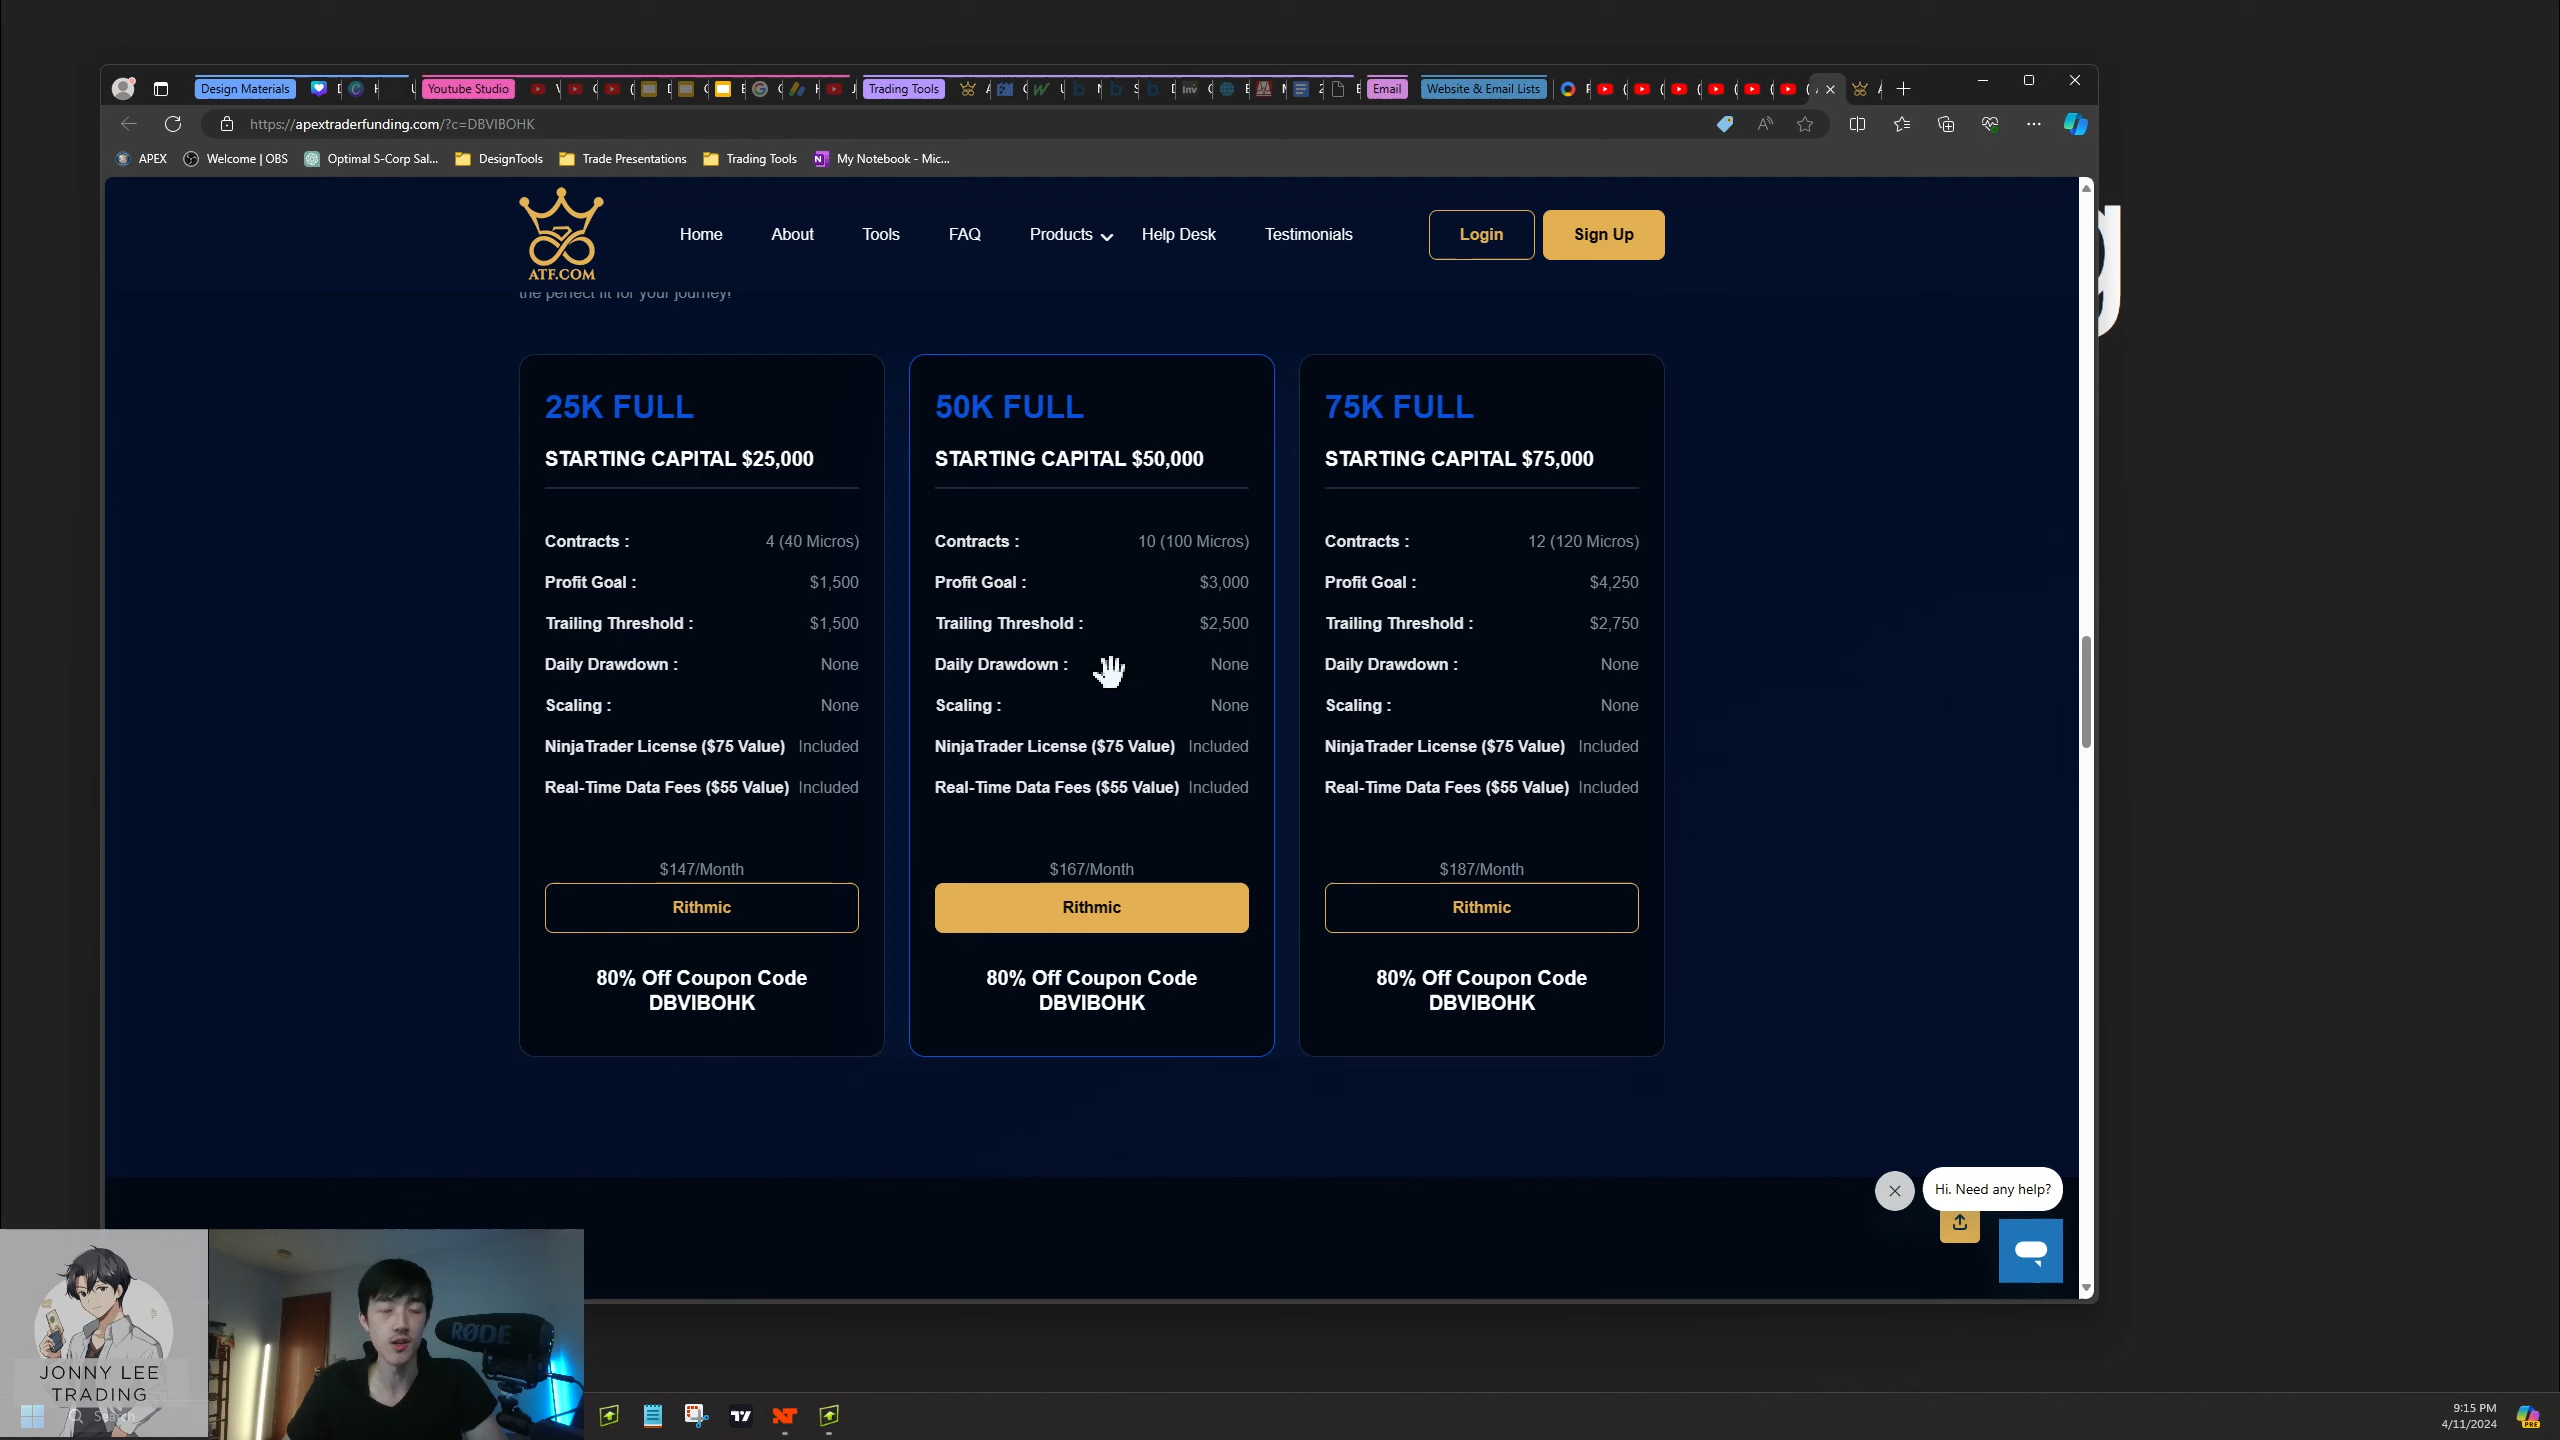 Design Materials
Youtube Studio
Trading Tools
Email
Website & Email Lists
https://apextraderfunding.com/?c=DBVIBOHK
APEX
Welcome | OBS
Optimal S-Corp Sal...
DesignTools
Trade Presentations
Trading Tools
My Notebook - Mic...
ATF.COM
Home
About
Tools
FAQ
Products
Help Desk
Testimonials
Login
Sign Up
the perfect fit for your journey!
25K FULL
STARTING CAPITAL $25,000
Contracts : 4 (40 Micros)
Profit Goal : $1,500
Trailing Threshold : $1,500
Daily Drawdown : None
Scaling : None
NinjaTrader License ($75 Value) Included
Real-Time Data Fees ($55 Value) Included
$147/Month
Rithmic
80% Off Coupon Code
DBVIBOHK
50K FULL
STARTING CAPITAL $50,000
Contracts : 10 (100 Micros)
Profit Goal : $3,000
Trailing Threshold : $2,500
Daily Drawdown : None
Scaling : None
NinjaTrader License ($75 Value) Included
Real-Time Data Fees ($55 Value) Included
$167/Month
Rithmic
80% Off Coupon Code
DBVIBOHK
75K FULL
STARTING CAPITAL $75,000
Contracts : 12 (120 Micros)
Profit Goal : $4,250
Trailing Threshold : $2,750
Daily Drawdown : None
Scaling : None
NinjaTrader License ($75 Value) Included
Real-Time Data Fees ($55 Value) Included
$187/Month
Rithmic
80% Off Coupon Code
DBVIBOHK
g
Hi. Need any help?
RØDE
JONNY LEE
TRADING
Search
9:15 PM
4/11/2024